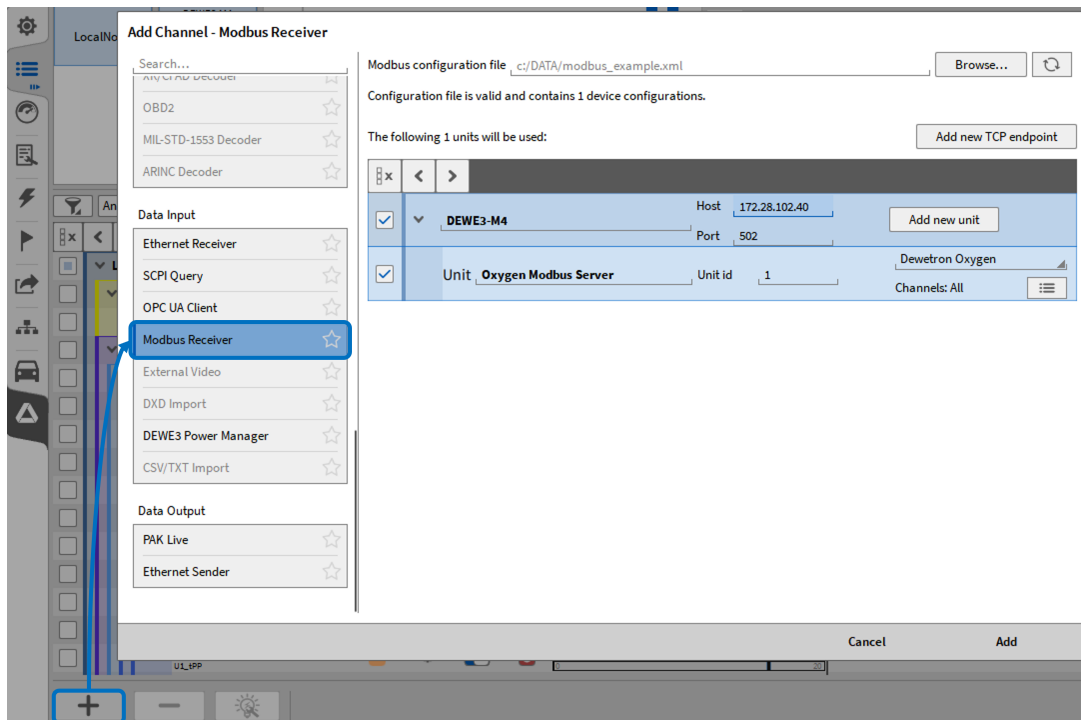 LocalNo
Add Channel - Modbus Receiver
Search...
OBD2
MIL-STD-1553 Decoder
ARINC Decoder
Data Input
Ethernet Receiver
SCPI Query
OPC UA Client
Modbus Receiver
External Video
DXD Import
DEWE3 Power Manager
CSV/TXT Import
Data Output
PAK Live
Ethernet Sender
Modbus configuration file c:/DATA/modbus_example.xml Browse...
Configuration file is valid and contains 1 device configurations.
The following 1 units will be used: Add new TCP endpoint
DEWE3-M4 Host 172.28.102.40 Add new unit
Port 502
Unit Oxygen Modbus Server Unit id 1 Dewetron Oxygen
Channels: All
Cancel Add
An
L
U1_tPP
20